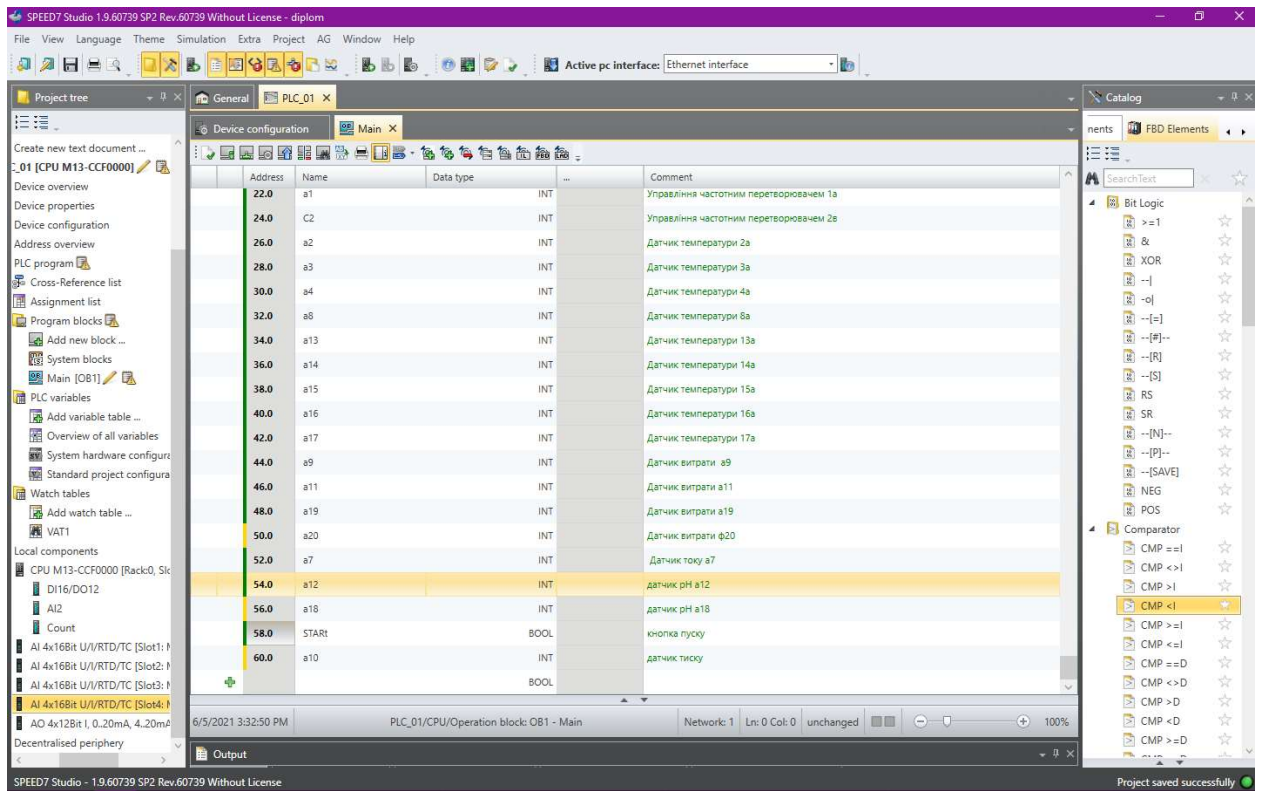 SPEED7 Studio 1.9.60739 SP2 Rev.60739 Without License - diplom
File View Language Theme Simulation Extra Project AG Window Help
Active pc interface: Ethernet interface
Project tree
Create new text document ...
_01 [CPU M13-CCF0000]
Device overview
Device properties
Device configuration
Address overview
PLC program
Cross-Reference list
Assignment list
Program blocks
Add new block ...
System blocks
Main [OB1]
PLC variables
Add variable table ...
Overview of all variables
System hardware configura
Standard project configura
Watch tables
Add watch table ...
VAT1
Local components
CPU M13-CCF0000 [Rack:0, Slo
DI16/DO12
AI2
Count
AI 4x16Bit U/I/RTD/TC [Slot1: M
AI 4x16Bit U/I/RTD/TC [Slot2: M
AI 4x16Bit U/I/RTD/TC [Slot3: M
AI 4x16Bit U/I/RTD/TC [Slot4: M
AO 4x12Bit I, 0..20mA, 4..20mA
Decentralised periphery
General PLC_01
Device configuration Main
Address Name Data type ... Comment
22.0 a1 INT Управління частотним перетворювачем 1а
24.0 C2 INT Управління частотним перетворювачем 2в
26.0 a2 INT Датчик температури 2а
28.0 a3 INT Датчик температури 3а
30.0 a4 INT Датчик температури 4а
32.0 a8 INT Датчик температури 8а
34.0 a13 INT Датчик температури 13а
36.0 a14 INT Датчик температури 14а
38.0 a15 INT Датчик температури 15а
40.0 a16 INT Датчик температури 16а
42.0 a17 INT Датчик температури 17а
44.0 a9 INT Датчик витрати а9
46.0 a11 INT Датчик витрати а11
48.0 a19 INT Датчик витрати а19
50.0 a20 INT Датчик витрати ф20
52.0 a7 INT Датчик току а7
54.0 a12 INT датчик pH a12
56.0 a18 INT датчик pH a18
58.0 STARt BOOL кнопка пуску
60.0 a10 INT датчик тиску
BOOL
6/5/2021 3:32:50 PM PLC_01/CPU/Operation block: OB1 - Main Network: 1 Ln: 0 Col: 0 unchanged 100%
Output
Catalog
nents FBD Elements
SearchText
Bit Logic
>=1
&
XOR
--|
-o|
--[=]
--[#]--
--[R]
--[S]
RS
SR
--[N]--
--[P]--
--[SAVE]
NEG
POS
Comparator
CMP ==I
CMP <>I
CMP >I
CMP <I
CMP >=I
CMP <=I
CMP ==D
CMP <>D
CMP >D
CMP <D
CMP >=D
SPEED7 Studio - 1.9.60739 SP2 Rev.60739 Without License
Project saved successfully